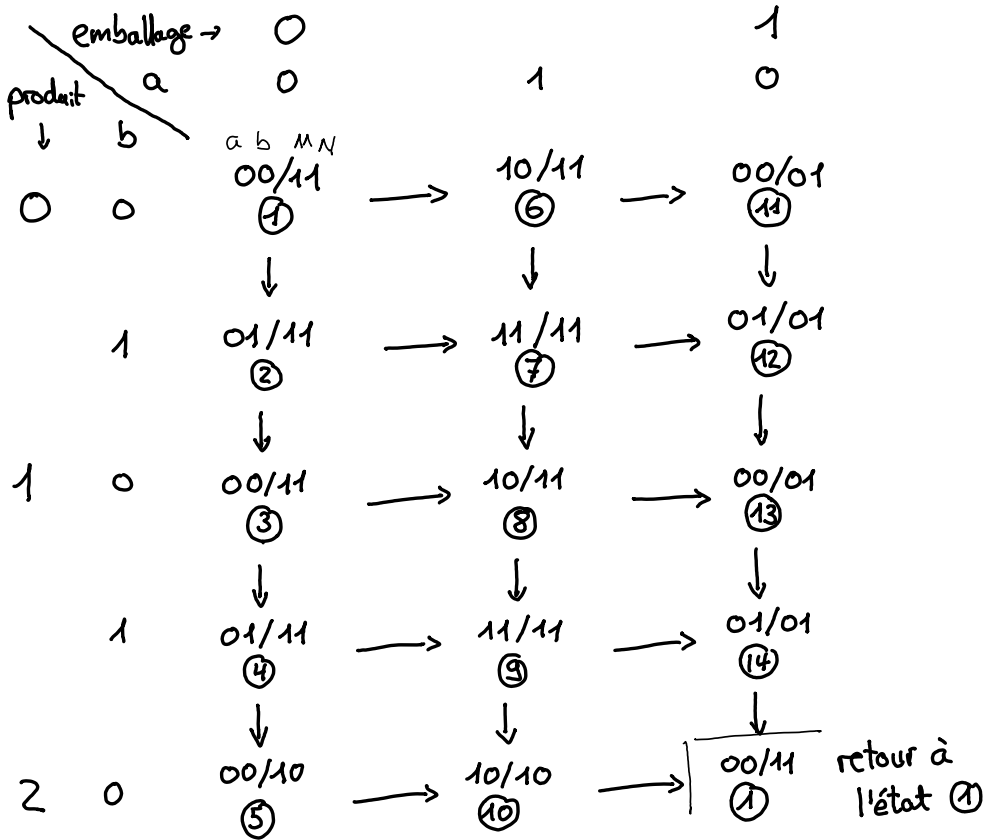 emballage → 0 1
a 0 1 0
produit
↓ b
a b M N
00/11 10/11 00/01
0 0 ① → ⑥ → ⑪
↓ ↓ ↓
01/11 11/11 01/01
1 ② → ⑦ → ⑫
↓ ↓ ↓
1 0 00/11 → 10/11 → 00/01
③ ⑧ ⑬
↓ ↓ ↓
1 01/11 → 11/11 → 01/01
④ ⑨ ⑭
↓ ↓ ↓
2 0 00/10 → 10/10 → 00/11 retour à
⑤ ⑩ ① l'état ①